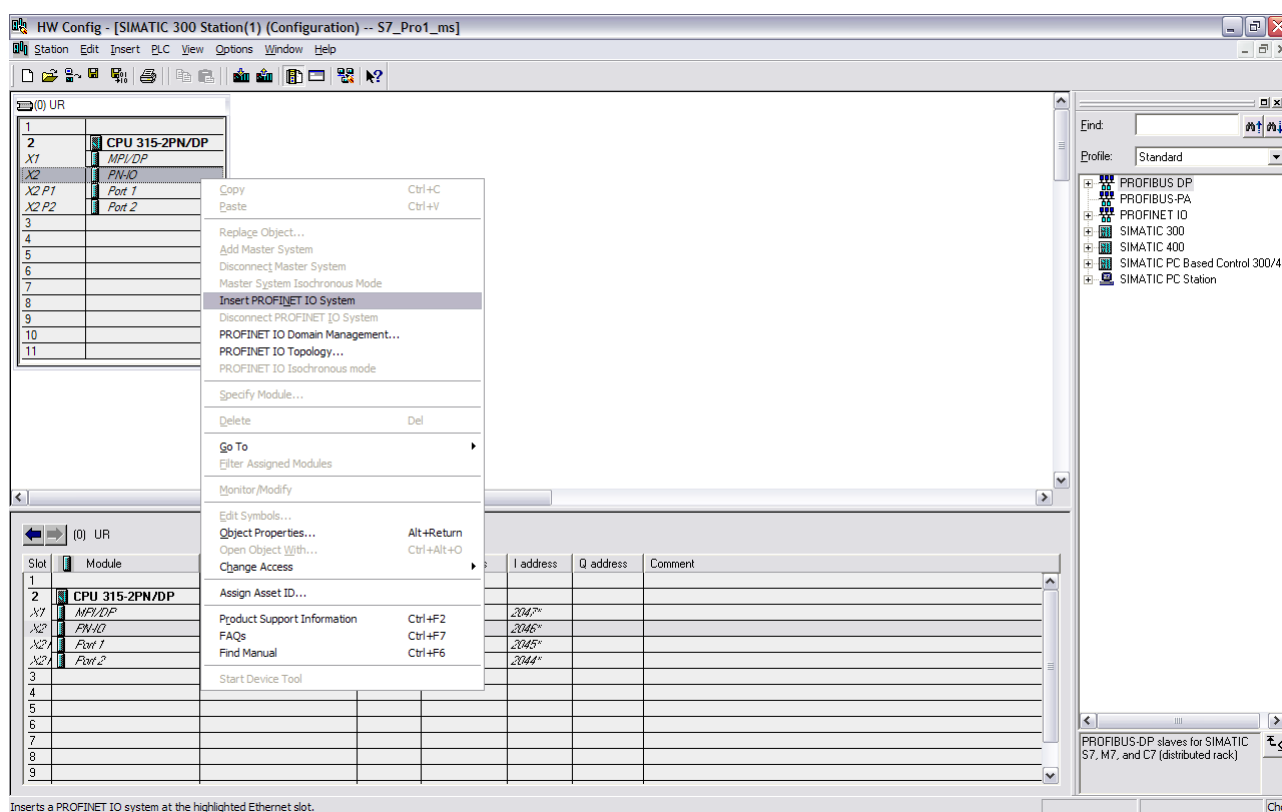 HW Config - [SIMATIC 300 Station(1) (Configuration) -- S7_Pro1_ms]
Station Edit Insert PLC View Options Window Help
(0) UR
1
2 CPU 315-2PN/DP
X1 MPI/DP
X2 PN-IO
X2 P1 Port 1
X2 P2 Port 2
3
4
5
6
7
8
9
10
11
Copy Ctrl+C
Paste Ctrl+V
Replace Object...
Add Master System
Disconnect Master System
Master System Isochronous Mode
Insert PROFINET IO System
Disconnect PROFINET IO System
PROFINET IO Domain Management...
PROFINET IO Topology...
PROFINET IO Isochronous mode
Specify Module...
Delete Del
Go To
Filter Assigned Modules
Monitor/Modify
Edit Symbols...
Object Properties... Alt+Return
Open Object With... Ctrl+Alt+O
Change Access
Assign Asset ID...
Product Support Information Ctrl+F2
FAQs Ctrl+F7
Find Manual Ctrl+F6
Start Device Tool
Find:
Profile: Standard
PROFIBUS DP
PROFIBUS-PA
PROFINET IO
SIMATIC 300
SIMATIC 400
SIMATIC PC Based Control 300/4
SIMATIC PC Station
(0) UR
Slot Module I address Q address Comment
1
2 CPU 315-2PN/DP
X1 MPI/DP 2047*
X2 PN-IO 2046*
X2 Port 1 2045*
X2 Port 2 2044*
3
4
5
6
7
8
9
PROFIBUS-DP slaves for SIMATIC
S7, M7, and C7 (distributed rack)
Inserts a PROFINET IO system at the highlighted Ethernet slot.
Ch